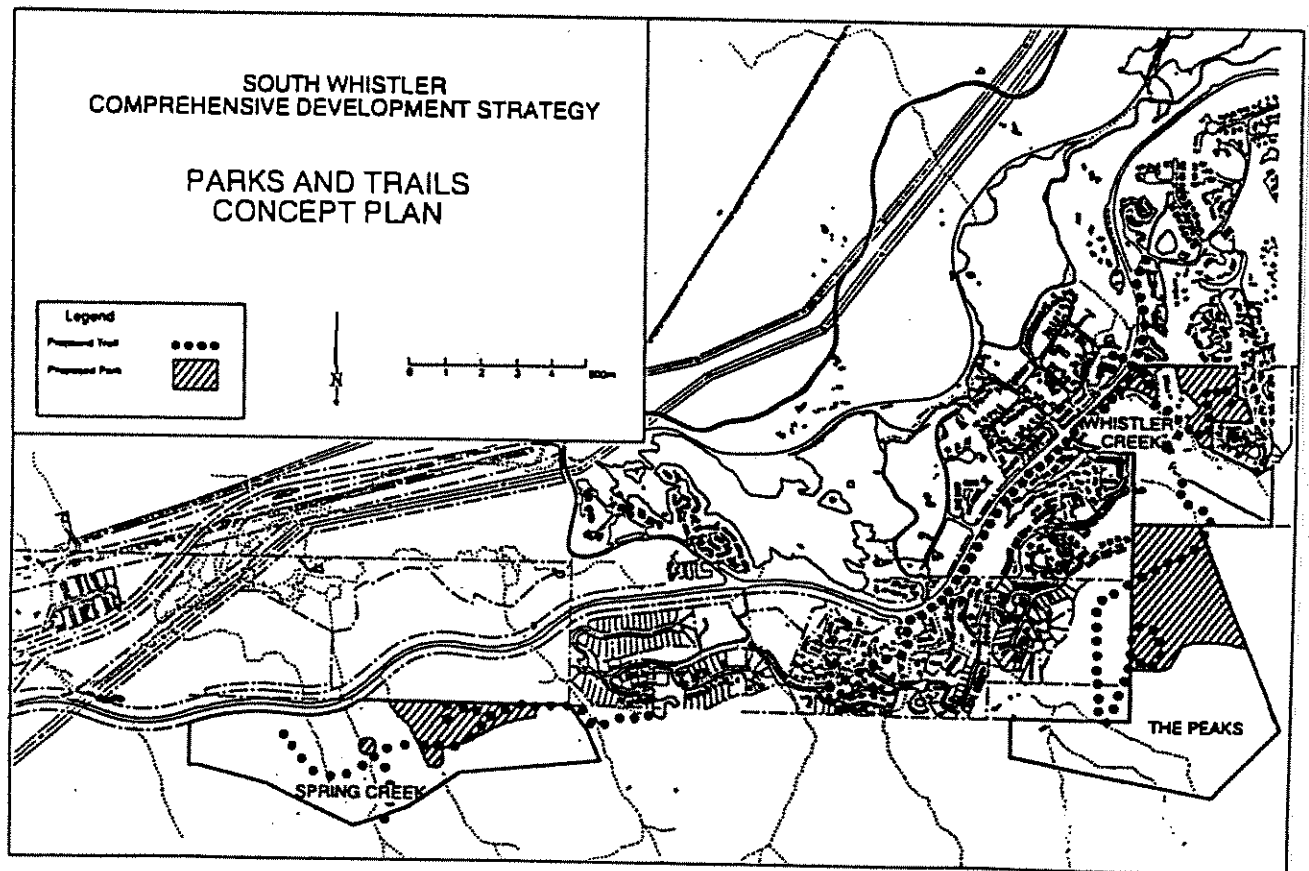 SOUTH WHISTLER
COMPREHENSIVE DEVELOPMENT STRATEGY
PARKS AND TRAILS
CONCEPT PLAN
Legend
Proposed Trail
Proposed Park
N
0 1 2 3 4 500m
WHISTLER
CREEK
THE PEAKS
SPRING CREEK